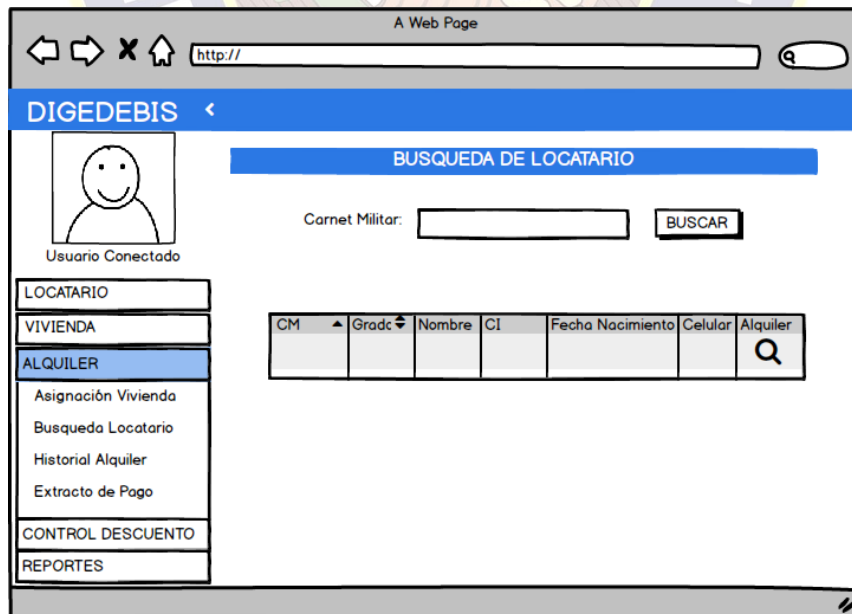 A Web Page
http://
DIGEDEBIS
BUSQUEDA DE LOCATARIO
Carnet Militar:
BUSCAR
Usuario Conectado
LOCATARIO
VIVIENDA
ALQUILER
Asignación Vivienda
Busqueda Locatario
Historial Alquiler
Extracto de Pago
CONTROL DESCUENTO
REPORTES
CM Grado Nombre CI Fecha Nacimiento Celular Alquiler